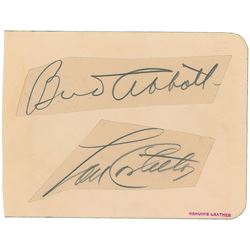 Bud Abbott
Lou Costello
GENUINE LEATHER